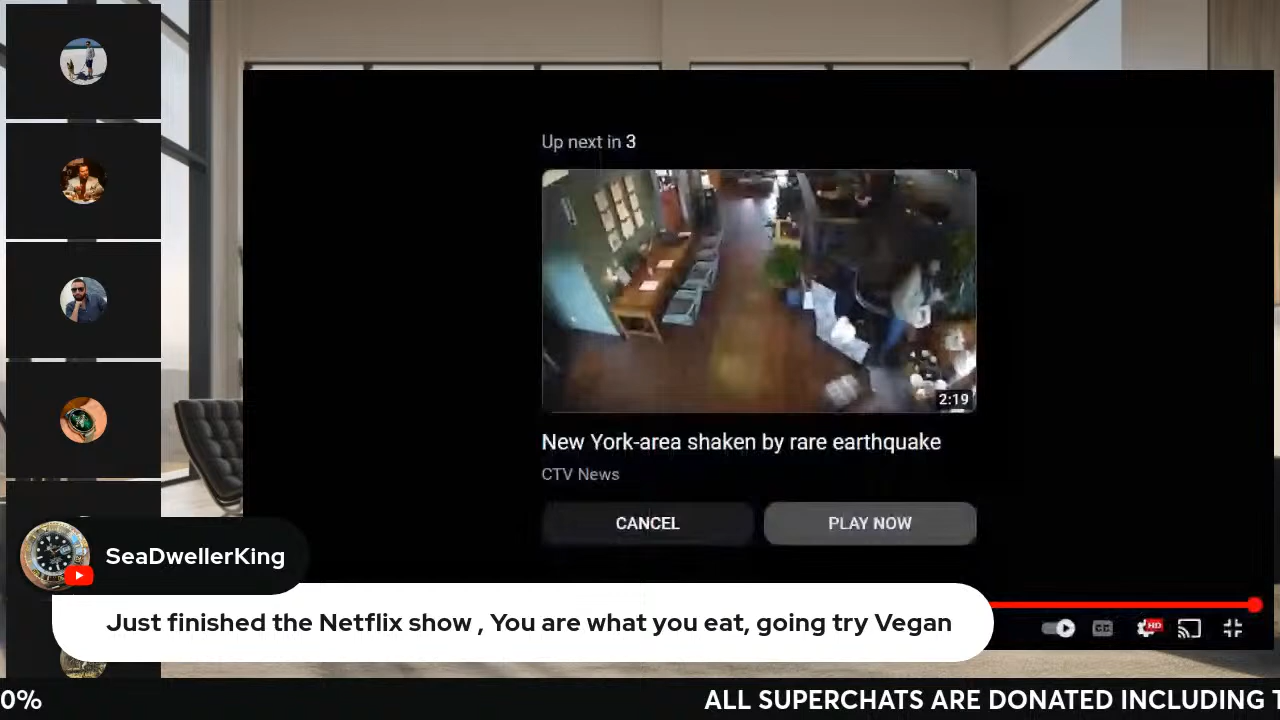 Up next in 3
2:19
New York-area shaken by rare earthquake
CTV News
CANCEL
PLAY NOW
SeaDwellerKing
Just finished the Netflix show , You are what you eat, going try Vegan
CC
HD
0%
ALL SUPERCHATS ARE DONATED INCLUDING T